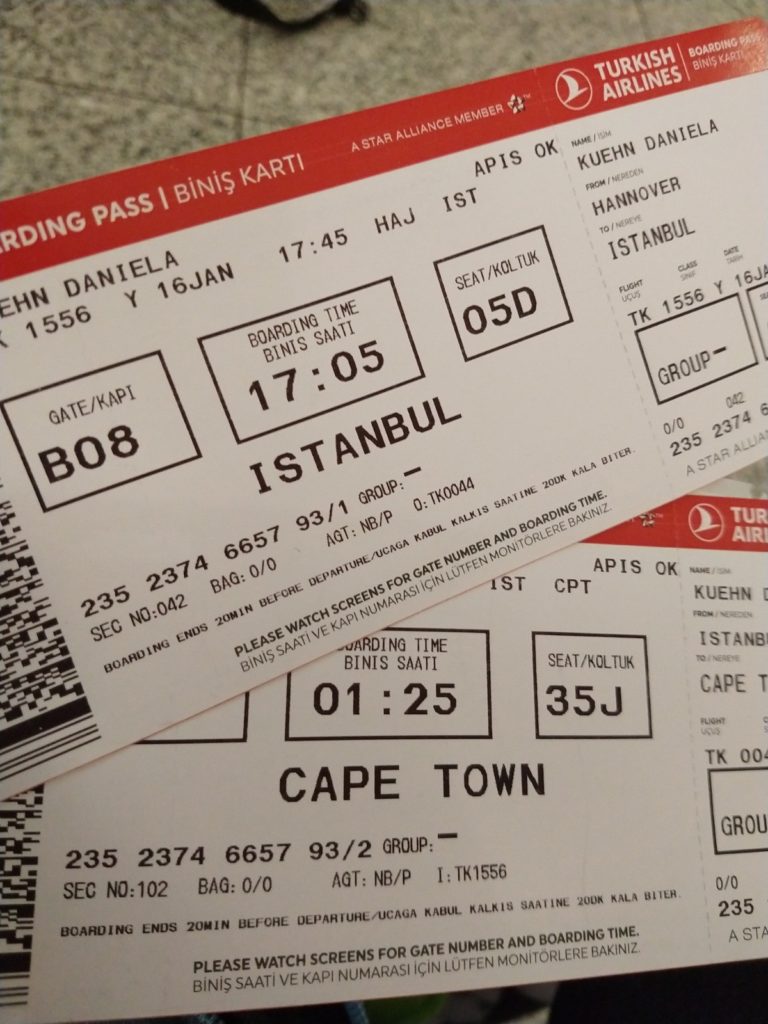 BOARDING PASS | BİNİŞ KARTI
A STAR ALLIANCE MEMBER
APIS OK
DANIELA
1556 Y 16JAN 17:45 HAJ IST
GATE/KAPI
B08
BOARDING TIME
BINIS SAATI
17:05
SEAT/KOLTUK
05D
ISTANBUL
235 2374 6657 93/1 GROUP:-
SEC NO:042 BAG: 0/0 AGT: NB/P O:TK0044
BOARDING ENDS 20MIN BEFORE DEPARTURE/UCAGA KABUL KALKIS SAATINE 20DK KALA BITER.
PLEASE WATCH SCREENS FOR GATE NUMBER AND BOARDING TIME.
BİNİŞ SAATİ VE KAPI NUMARASI İÇİN LÜTFEN MONİTÖRLERE BAKINIZ.
TURKISH
AIRLINES
BOARDING PASS
BİNİŞ KARTI
NAME / İSİM
KUEHN DANIELA
FROM / NEREDEN
HANNOVER
TO / NEREYE
ISTANBUL
FLIGHT
UÇUŞ
CLASS
SINIF
DATE
TARİH
TK 1556 Y
GROUP-
042
0/0
235 2374
A STAR
APIS OK
IST CPT
BOARDING TIME
BINIS SAATI
01:25
SEAT/KOLTUK
35J
CAPE TOWN
235 2374 6657 93/2 GROUP:-
SEC NO:102 BAG: 0/0 AGT: NB/P I:TK1556
BOARDING ENDS 20MIN BEFORE DEPARTURE/UCAGA KABUL KALKIS SAATINE 20DK KALA BITER.
PLEASE WATCH SCREENS FOR GATE NUMBER AND BOARDING TIME.
BİNİŞ SAATİ VE KAPI NUMARASI İÇİN LÜTFEN MONİTÖRLERE BAKINIZ.
NAME / İSİM
KUEHN
FROM / NEREDEN
TO / NEREYE
CAPE
FLIGHT
UÇUŞ
TK
0/0
235
A STA